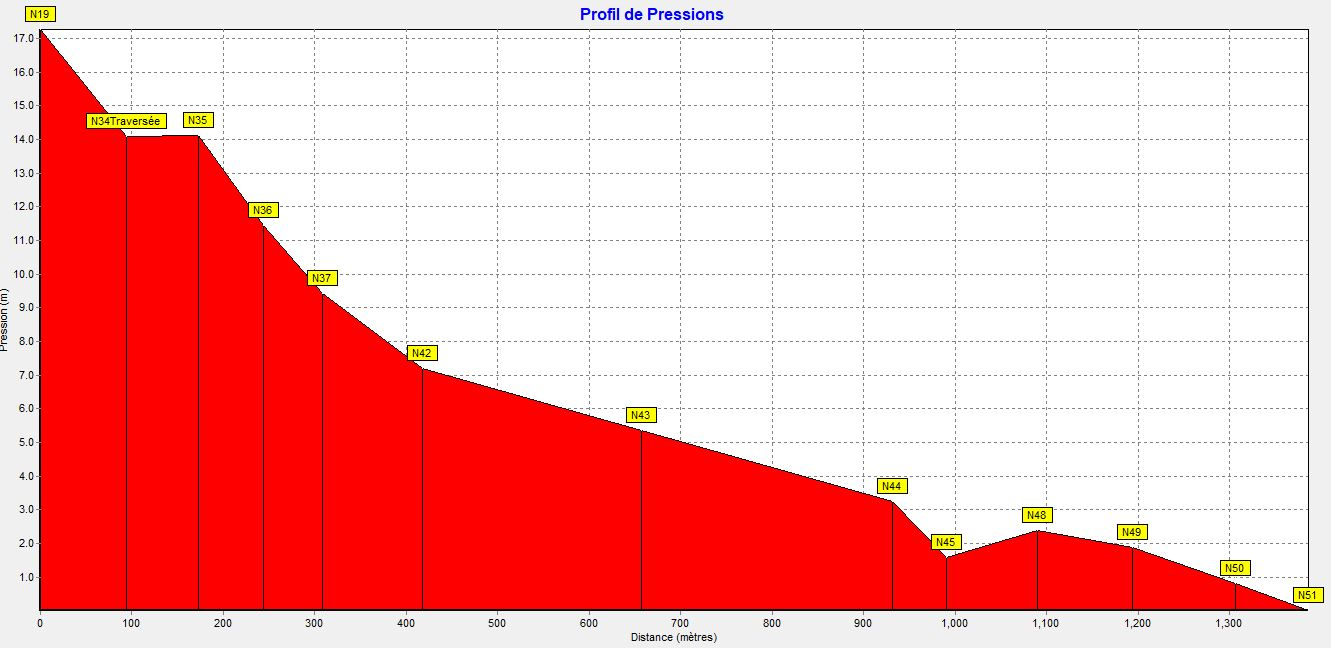 Profil de Pressions
N19
17.0
16.0
15.0
14.0
13.0
12.0
11.0
10.0
9.0
8.0
7.0
6.0
5.0
4.0
3.0
2.0
1.0
Pression (m)
N34Traversée
N35
N36
N37
N42
N43
N44
N45
N48
N49
N50
N51
0
100
200
300
400
500
600
700
800
900
1,000
1,100
1,200
1,300
Distance (mètres)